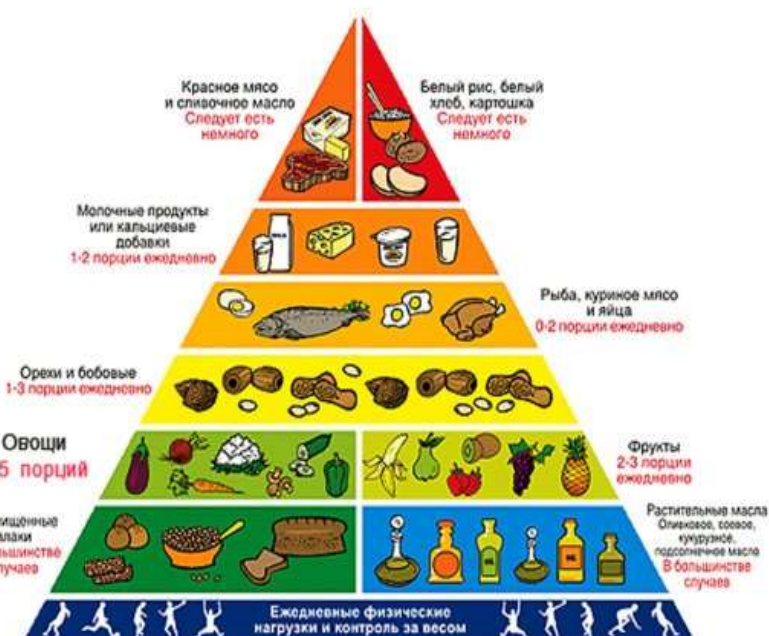 Красное мясо
и сливочное масло
Следует есть
немного
Белый рис, белый
хлеб, картошка
Следует есть
немного
Молочные продукты
или кальциевые
добавки
1-2 порции ежедневно
Рыба, куриное мясо
и яйца
0-2 порции ежедневно
Орехи и бобовые
1-3 порции ежедневно
Овощи
5 порций
Фрукты
2-3 порции
ежедневно
Растительные масла
Оливковое, соевое,
кукурузное,
подсолнечное масло
В большинстве
случаев
Ежедневные физические
нагрузки и контроль за весом